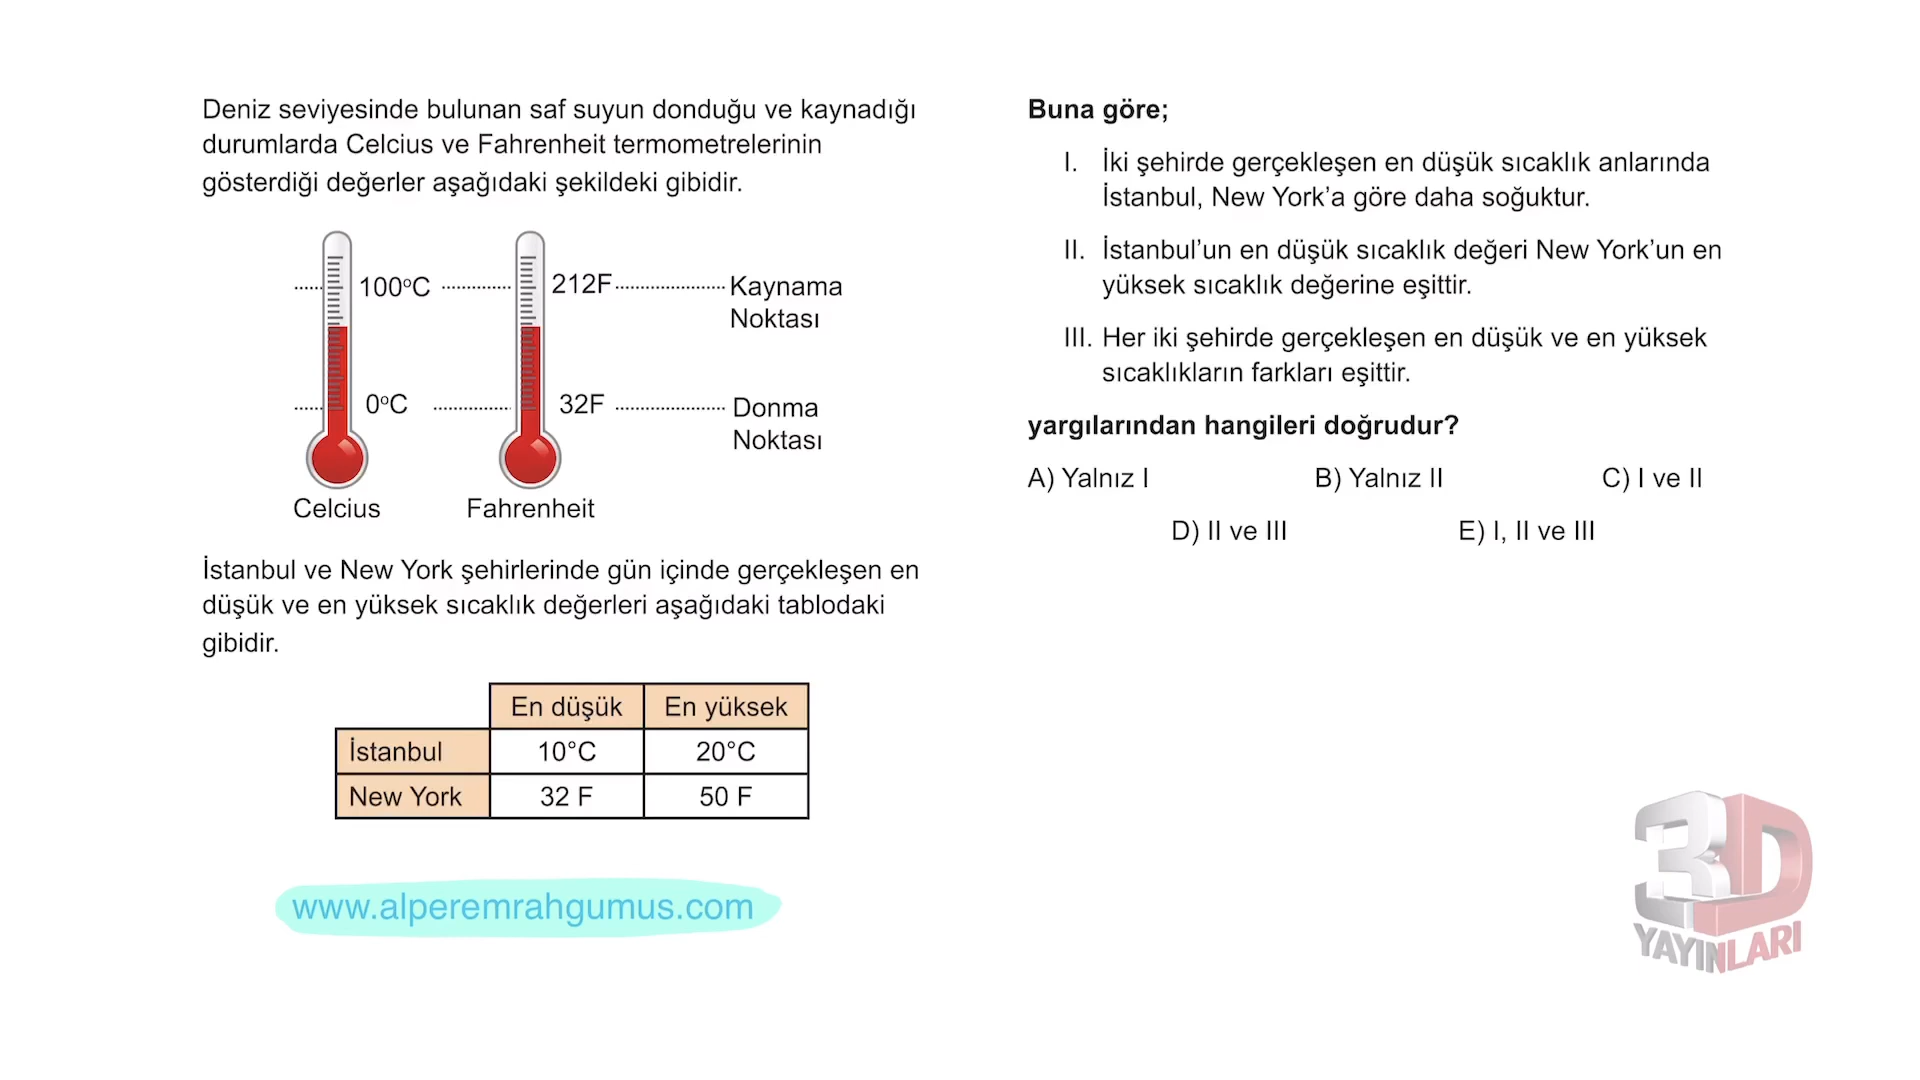 Deniz seviyesinde bulunan saf suyun donduğu ve kaynadığı
durumlarda Celcius ve Fahrenheit termometrelerinin
gösterdiği değerler aşağıdaki şekildeki gibidir.
100°C
212F
Kaynama
Noktası
0°C
32F
Donma
Noktası
Celcius
Fahrenheit
İstanbul ve New York şehirlerinde gün içinde gerçekleşen en
düşük ve en yüksek sıcaklık değerleri aşağıdaki tablodaki
gibidir.
En düşük En yüksek
İstanbul 10°C 20°C
New York 32 F 50 F
www.alperemrahgumus.com
Buna göre;
I. İki şehirde gerçekleşen en düşük sıcaklık anlarında
İstanbul, New York’a göre daha soğuktur.
II. İstanbul’un en düşük sıcaklık değeri New York’un en
yüksek sıcaklık değerine eşittir.
III. Her iki şehirde gerçekleşen en düşük ve en yüksek
sıcaklıkların farkları eşittir.
yargılarından hangileri doğrudur?
A) Yalnız I B) Yalnız II C) I ve II
D) II ve III E) I, II ve III
3D
YAYINLARI